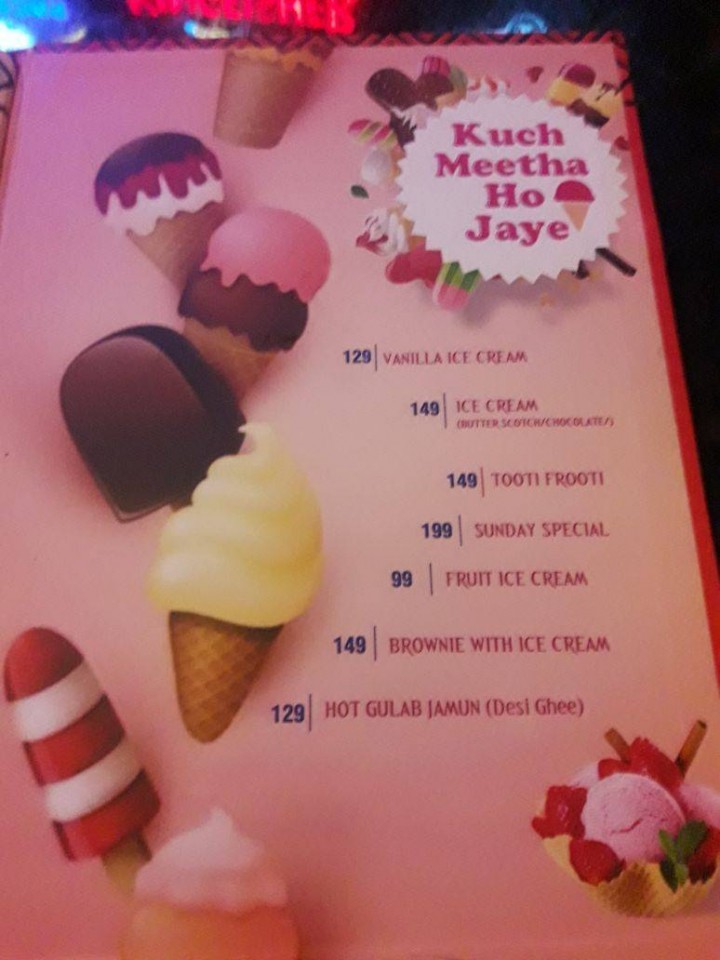 Kuch
Meetha
Ho
Jaye
129 VANILLA ICE CREAM
149 ICE CREAM
(BUTTER SCOTCH/CHOCOLATE/)
149 TOOTI FROOTI
199 SUNDAY SPECIAL
99 FRUIT ICE CREAM
149 BROWNIE WITH ICE CREAM
129 HOT GULAB JAMUN (Desi Ghee)